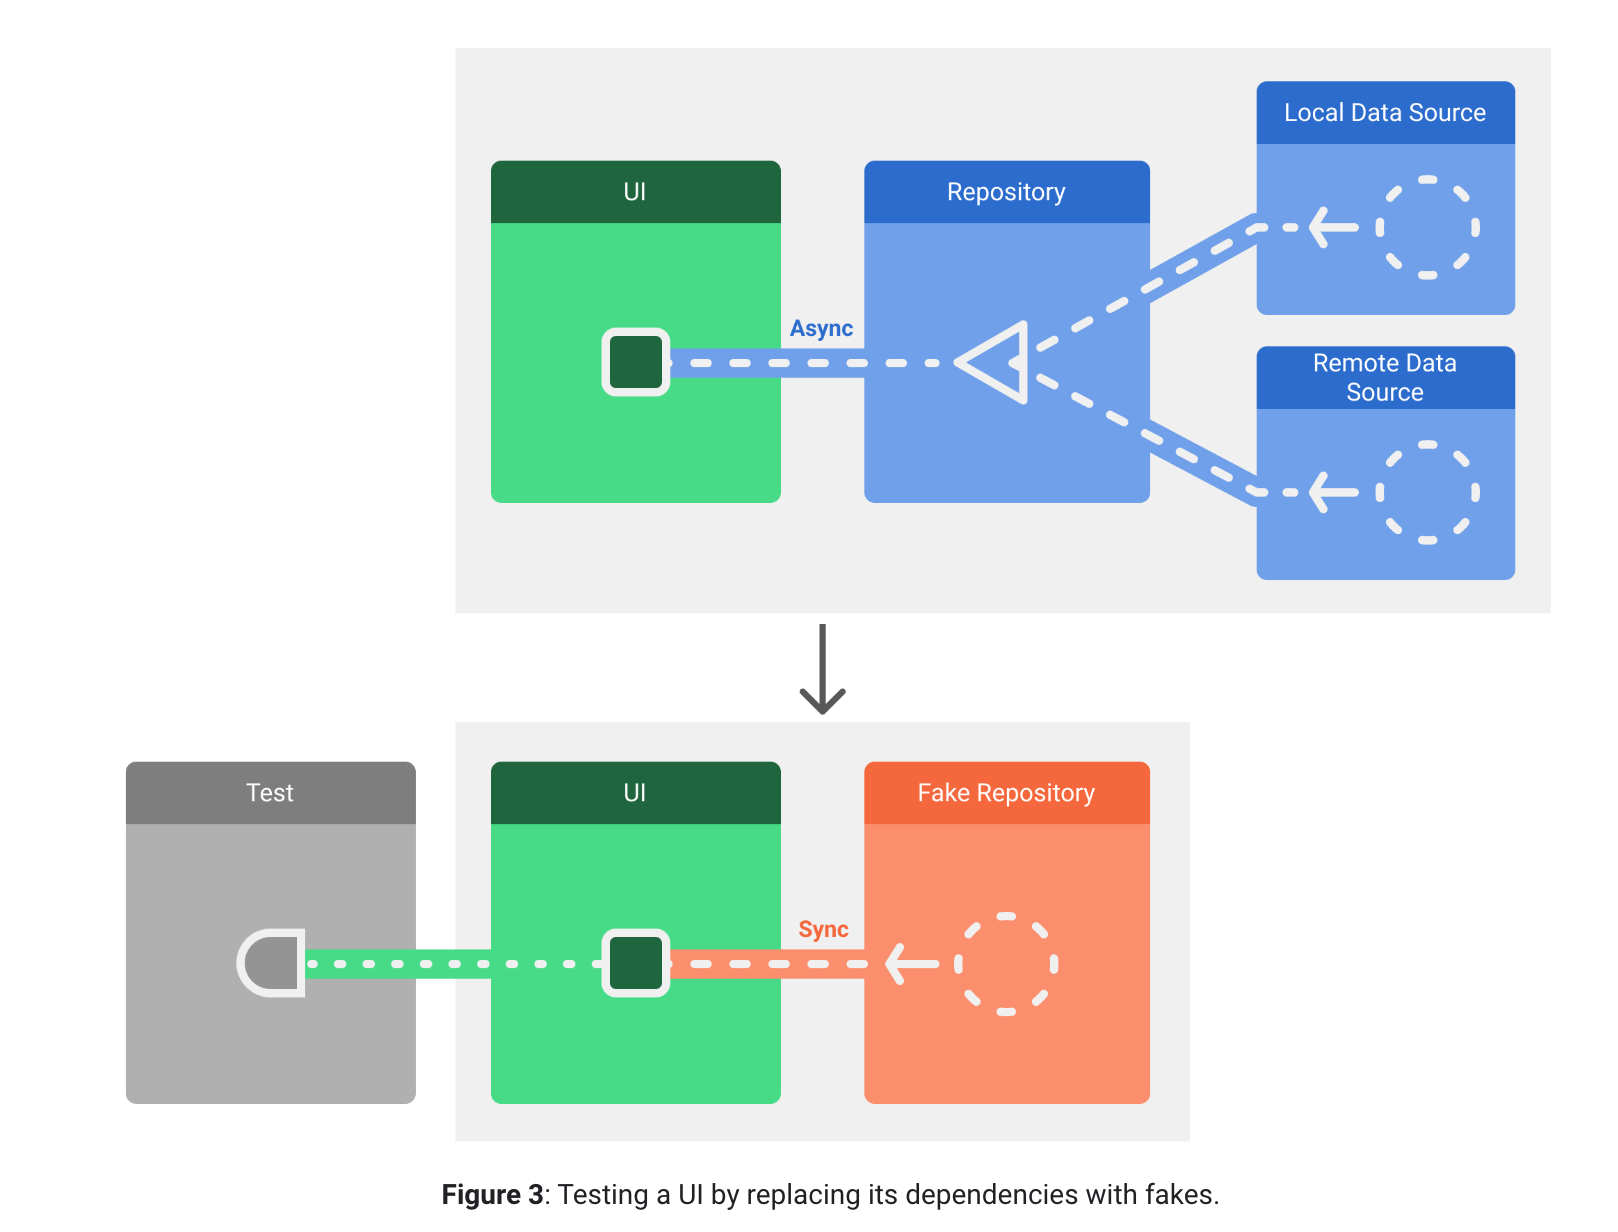 Local Data Source
UI
Repository
Async
Remote Data
Source
Test
UI
Fake Repository
Sync
Figure 3: Testing a UI by replacing its dependencies with fakes.